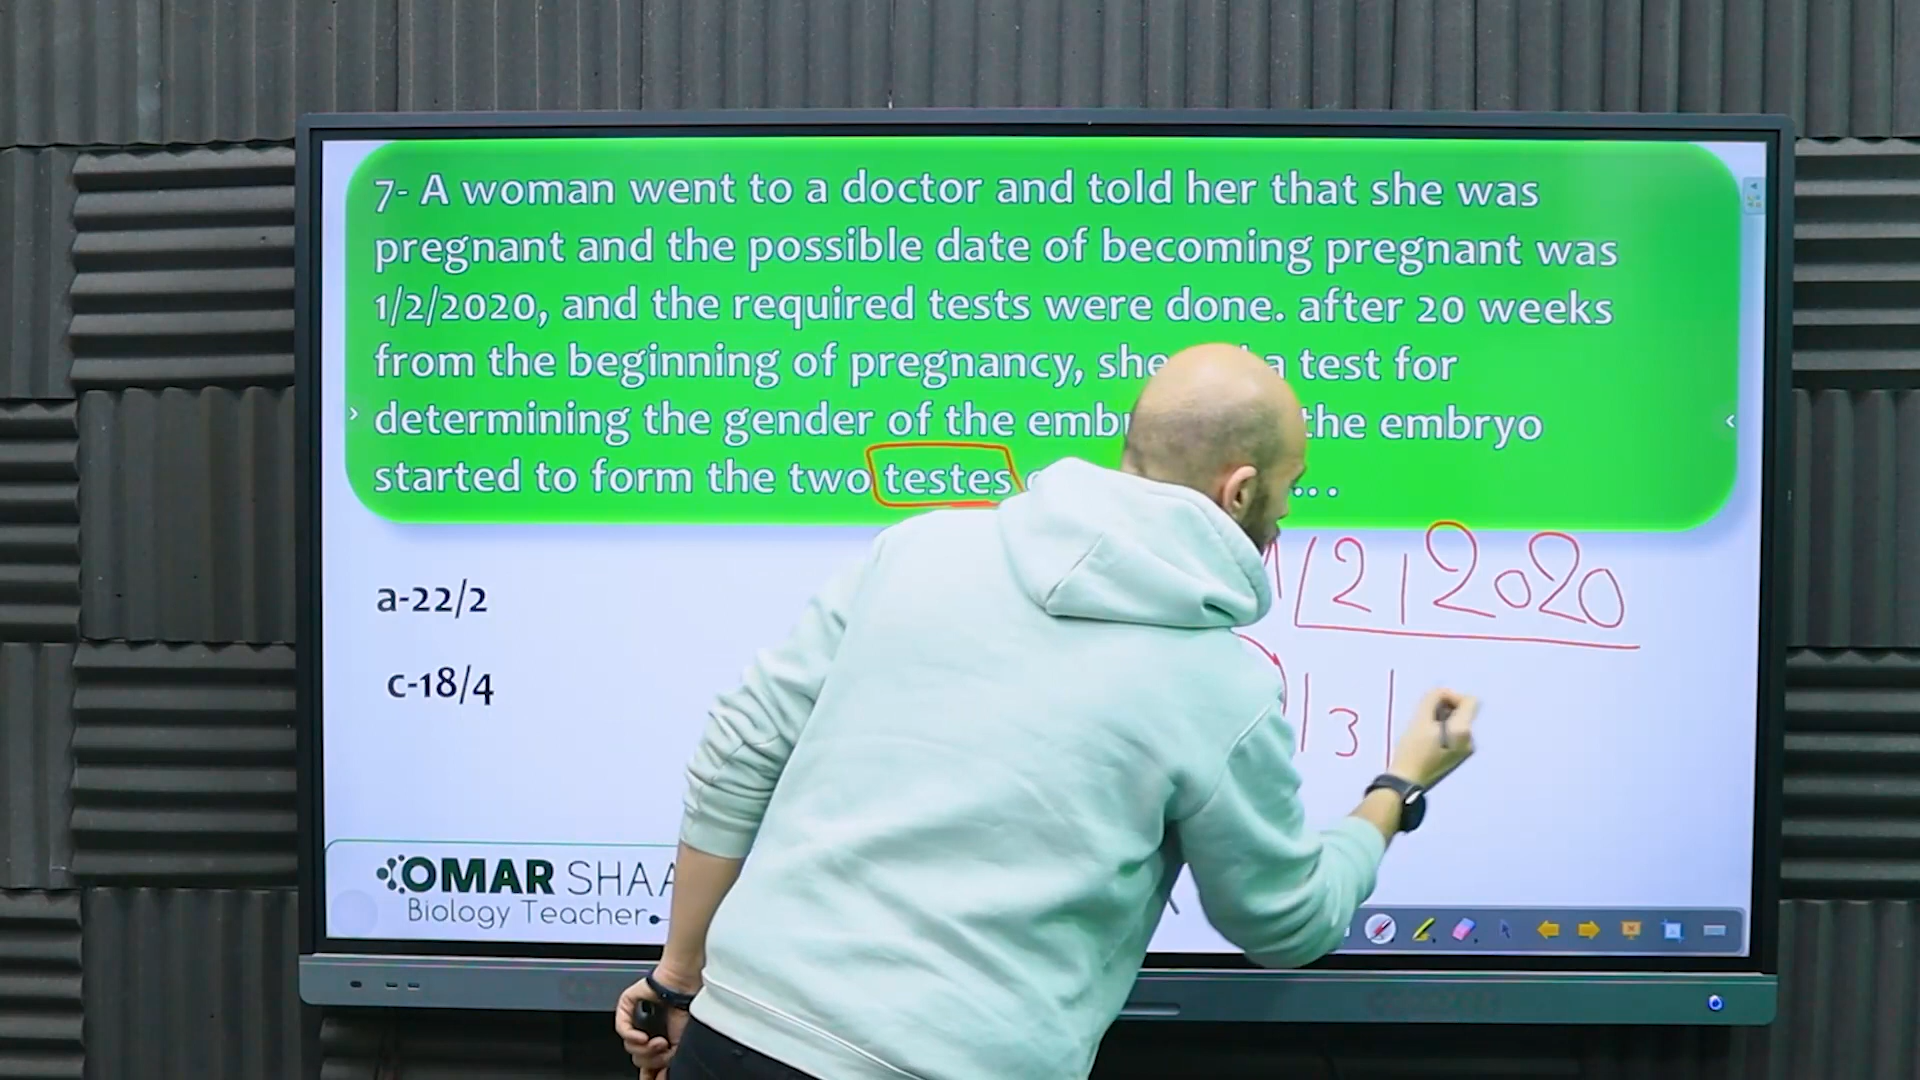 7- A woman went to a doctor and told her that she was
pregnant and the possible date of becoming pregnant was
1/2/2020, and the required tests were done. after 20 weeks
from the beginning of pregnancy, she a test for
determining the gender of the the embryo
started to form the two testes ...
1/2/2020
a-22/2
/3/
c-18/4
OMAR SHAA
Biology Teacher